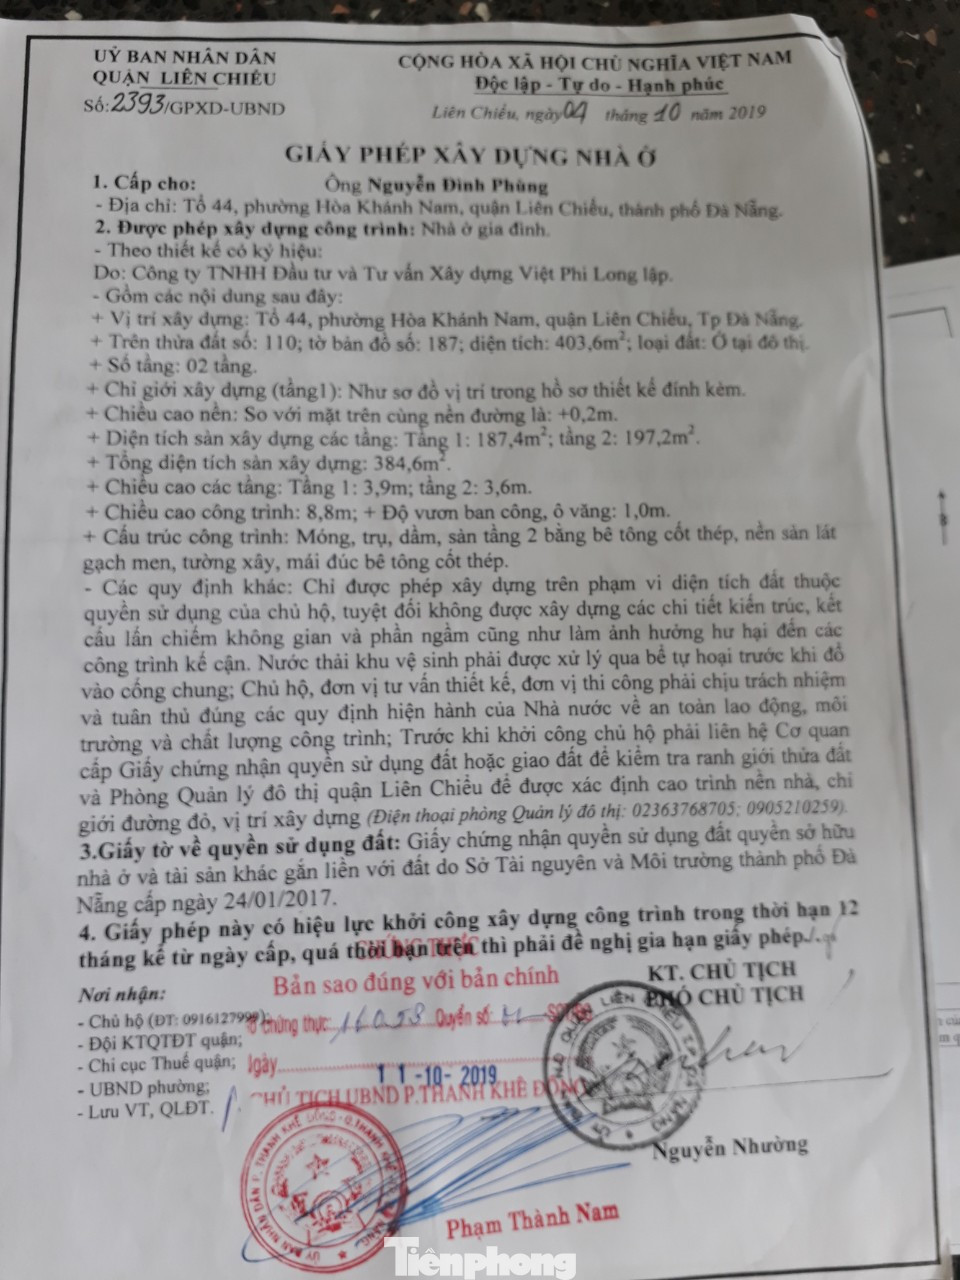 UỶ BAN NHÂN DÂN
QUẬN LIÊN CHIỂU
Số: 2393/GPXD-UBND
CỘNG HÒA XÃ HỘI CHỦ NGHĨA VIỆT NAM
Độc lập - Tự do - Hạnh phúc
Liên Chiểu, ngày 04 tháng 10 năm 2019
GIẤY PHÉP XÂY DỰNG NHÀ Ở
1. Cấp cho: Ông Nguyễn Đình Phùng
- Địa chỉ: Tổ 44, phường Hòa Khánh Nam, quận Liên Chiểu, thành phố Đà Nẵng.
2. Được phép xây dựng công trình: Nhà ở gia đình.
- Theo thiết kế có ký hiệu:
Do: Công ty TNHH Đầu tư và Tư vấn Xây dựng Việt Phi Long lập.
- Gồm các nội dung sau đây:
+ Vị trí xây dựng: Tổ 44, phường Hòa Khánh Nam, quận Liên Chiểu, Tp Đà Nẵng.
+ Trên thửa đất số: 110; tờ bản đồ số: 187; diện tích: 403,6m²; loại đất: Ở tại đô thị.
+ Số tầng: 02 tầng.
+ Chỉ giới xây dựng (tầng1): Như sơ đồ vị trí trong hồ sơ thiết kế đính kèm.
+ Chiều cao nền: So với mặt trên cùng nền đường là: +0,2m.
+ Diện tích sàn xây dựng các tầng: Tầng 1: 187,4m²; tầng 2: 197,2m².
+ Tổng diện tích sàn xây dựng: 384,6m².
+ Chiều cao các tầng: Tầng 1: 3,9m; tầng 2: 3,6m.
+ Chiều cao công trình: 8,8m; + Độ vươn ban công, ô văng: 1,0m.
+ Cấu trúc công trình: Móng, trụ, dầm, sàn tầng 2 bằng bê tông cốt thép, nền sàn lát
gạch men, tường xây, mái đúc bê tông cốt thép.
- Các quy định khác: Chỉ được phép xây dựng trên phạm vi diện tích đất thuộc
quyền sử dụng của chủ hộ, tuyệt đối không được xây dựng các chi tiết kiến trúc, kết
cấu lấn chiếm không gian và phần ngầm cũng như làm ảnh hưởng hư hại đến các
công trình kế cận. Nước thải khu vệ sinh phải được xử lý qua bể tự hoại trước khi đổ
vào cống chung; Chủ hộ, đơn vị tư vấn thiết kế, đơn vị thi công phải chịu trách nhiệm
và tuân thủ đúng các quy định hiện hành của Nhà nước về an toàn lao động, môi
trường và chất lượng công trình; Trước khi khởi công chủ hộ phải liên hệ Cơ quan
cấp Giấy chứng nhận quyền sử dụng đất hoặc giao đất để kiểm tra ranh giới thửa đất
và Phòng Quản lý đô thị quận Liên Chiểu để được xác định cao trình nền nhà, chỉ
giới đường đỏ, vị trí xây dựng (Điện thoại phòng Quản lý đô thị: 02363768705; 0905210259).
3.Giấy tờ về quyền sử dụng đất: Giấy chứng nhận quyền sử dụng đất quyền sở hữu
nhà ở và tài sản khác gắn liền với đất do Sở Tài nguyên và Môi trường thành phố Đà
Nẵng cấp ngày 24/01/2017.
4. Giấy phép này có hiệu lực khởi công xây dựng công trình trong thời hạn 12
tháng kể từ ngày cấp, quá thời hạn trên thì phải đề nghị gia hạn giấy phép./.
CHỨNG THỰC
Bản sao đúng với bản chính
KT. CHỦ TỊCH
PHÓ CHỦ TỊCH
Nơi nhận:
- Chủ hộ (ĐT: 0916127999);
- Đội KTQTĐT quận;
- Chi cục Thuế quận;
- UBND phường;
- Lưu VT, QLĐT.
chứng thực 16058 Quyển số:
Ngày 11-10-2019
CHỦ TỊCH UBND P.THANH KHÊ ĐÔNG
Nguyễn Nhường
Phạm Thành Nam
Tiênphong